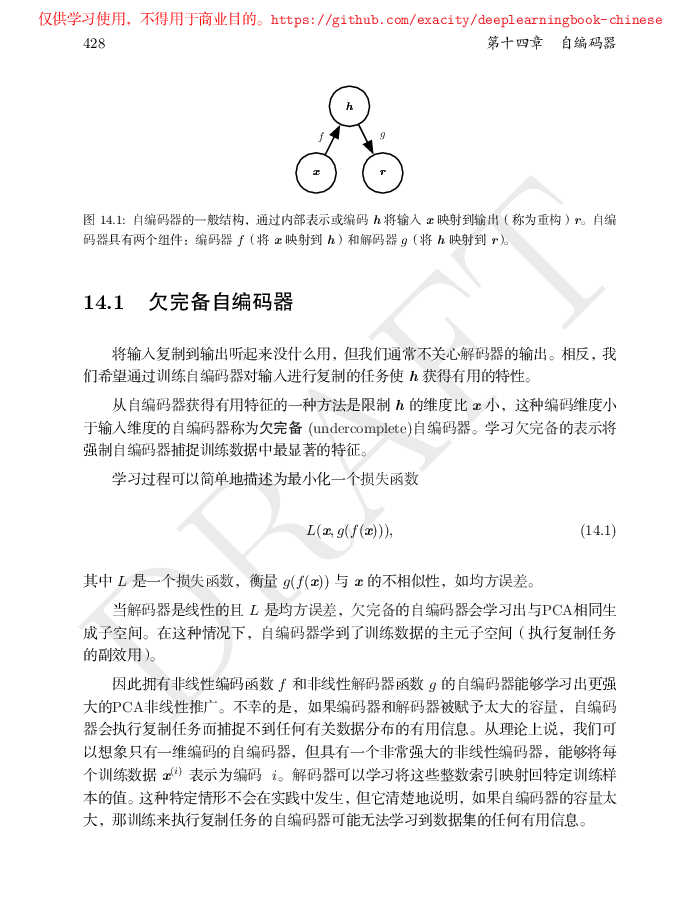 仅供学习使用，不得用于商业目的。https://github.com/exacity/deeplearningbook-chinese
428 第十四章 自编码器
h
f g
x r
图 14.1: 自编码器的一般结构，通过内部表示或编码 h 将输入 x 映射到输出（称为重构）r。自编
码器具有两个组件：编码器 f（将 x 映射到 h）和解码器 g（将 h 映射到 r）。
14.1 欠完备自编码器
将输入复制到输出听起来没什么用，但我们通常不关心解码器的输出。相反，我
们希望通过训练自编码器对输入进行复制的任务使 h 获得有用的特性。
从自编码器获得有用特征的一种方法是限制 h 的维度比 x 小，这种编码维度小
于输入维度的自编码器称为欠完备 (undercomplete)自编码器。学习欠完备的表示将
强制自编码器捕捉训练数据中最显著的特征。
学习过程可以简单地描述为最小化一个损失函数
L(x, g(f(x))), (14.1)
其中 L 是一个损失函数，衡量 g(f(x)) 与 x 的不相似性，如均方误差。
当解码器是线性的且 L 是均方误差，欠完备的自编码器会学习出与PCA相同生
成子空间。在这种情况下，自编码器学到了训练数据的主元子空间（执行复制任务
的副效用）。
因此拥有非线性编码函数 f 和非线性解码器函数 g 的自编码器能够学习出更强
大的PCA非线性推广。不幸的是，如果编码器和解码器被赋予太大的容量，自编码
器会执行复制任务而捕捉不到任何有关数据分布的有用信息。从理论上说，我们可
以想象只有一维编码的自编码器，但具有一个非常强大的非线性编码器，能够将每
个训练数据 x⁽ⁱ⁾ 表示为编码 i。解码器可以学习将这些整数索引映射回特定训练样
本的值。这种特定情形不会在实践中发生，但它清楚地说明，如果自编码器的容量太
大，那训练来执行复制任务的自编码器可能无法学习到数据集的任何有用信息。
DRAFT